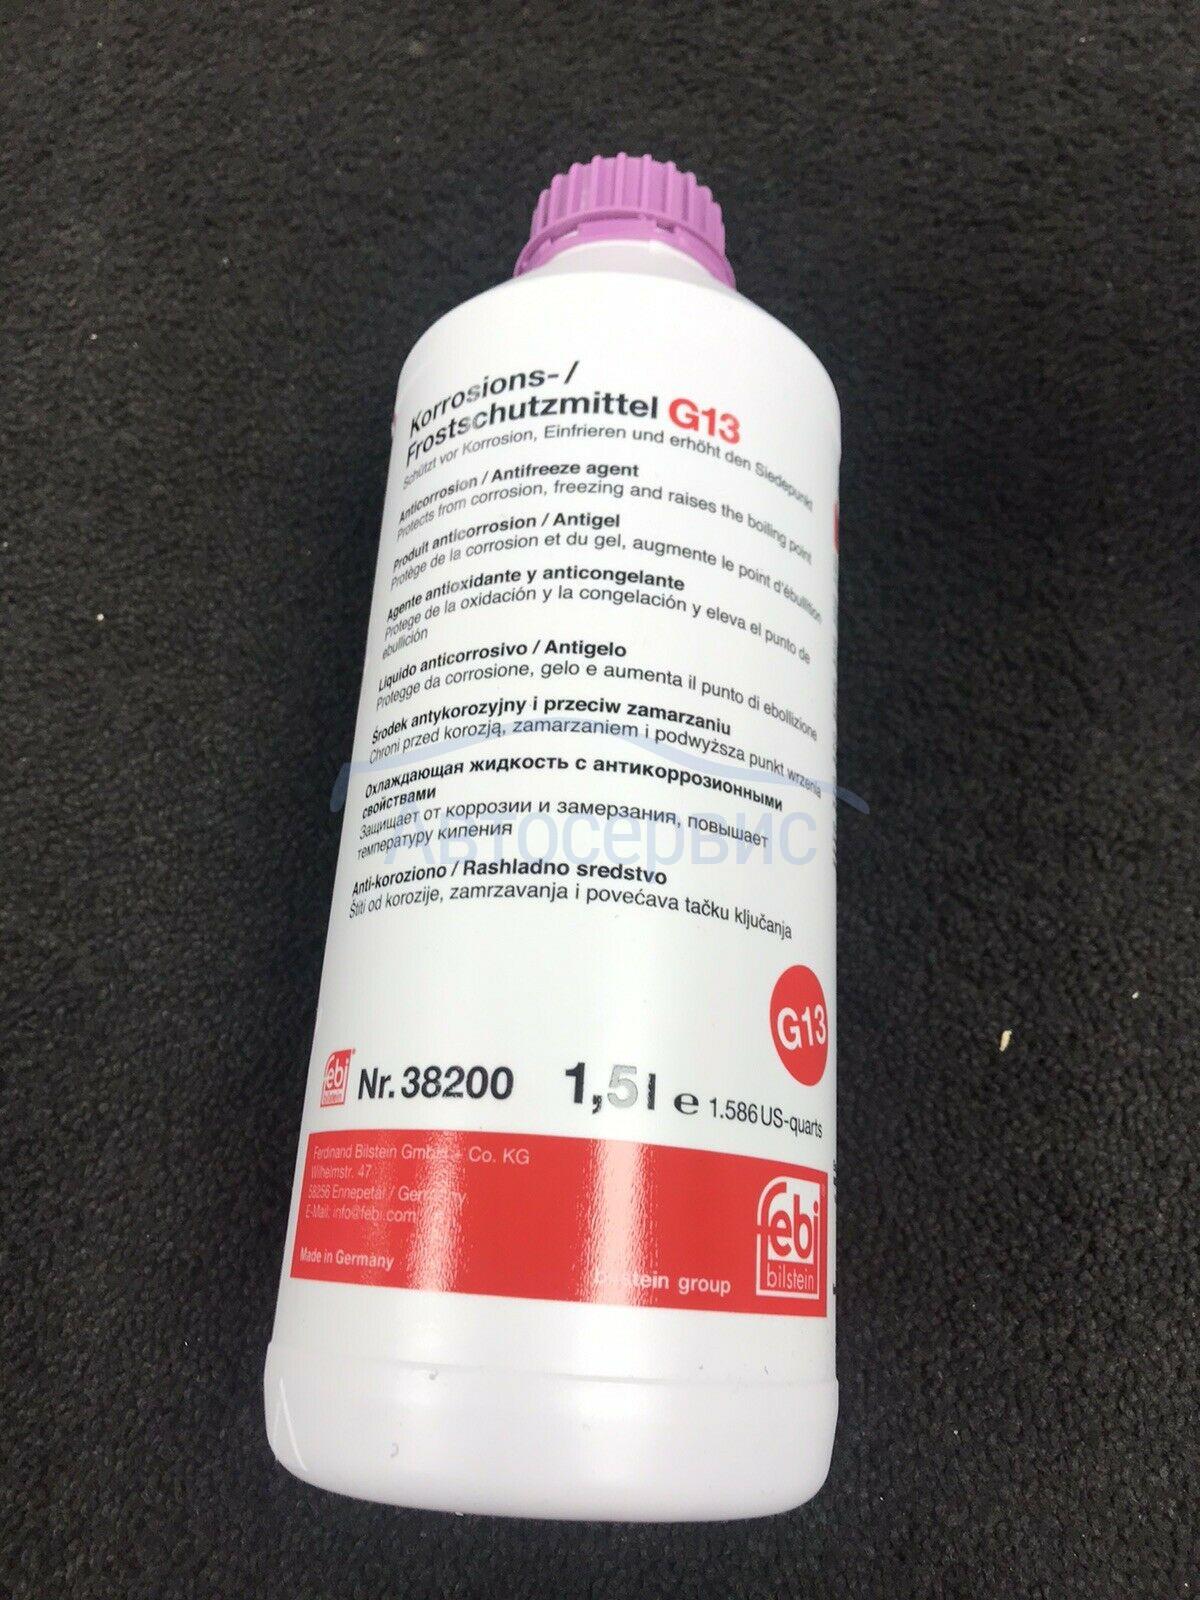 Korrosions-/
Frostschutzmittel G13
Schützt vor Korrosion, Einfrieren und erhöht den Siedepunkt
Anticorrosion / Antifreeze agent
Protects from corrosion, freezing and raises the boiling point
Produit anticorrosion / Antigel
Protège de la corrosion et du gel, augmente le point d'ébullition
Agente antioxidante y anticongelante
Protege de la oxidación y la congelación y eleva el punto de
ebullición
Liquido anticorrosivo / Antigelo
Protegge da corrosione, gelo e aumenta il punto di ebollizione
Środek antykorozyjny i przeciw zamarzaniu
Chroni przed korozją, zamarzaniem i podwyższa punkt wrzenia
Охлаждающая жидкость с антикоррозионными
свойствами
Защищает от коррозии и замерзания, повышает
температуру кипения
Автосервис
Anti-koroziono / Rashladno sredstvo
Štiti od korozije, zamrzavanja i povećava tačku ključanja
G13
febi bilstein Nr. 38200 1,5 l e 1.586 US-quarts
Ferdinand Bilstein GmbH + Co. KG
Wilhelmstr. 47
58256 Ennepetal / Germany
E-Mail: info@febi.com
Made in Germany
bilstein group
febi
bilstein